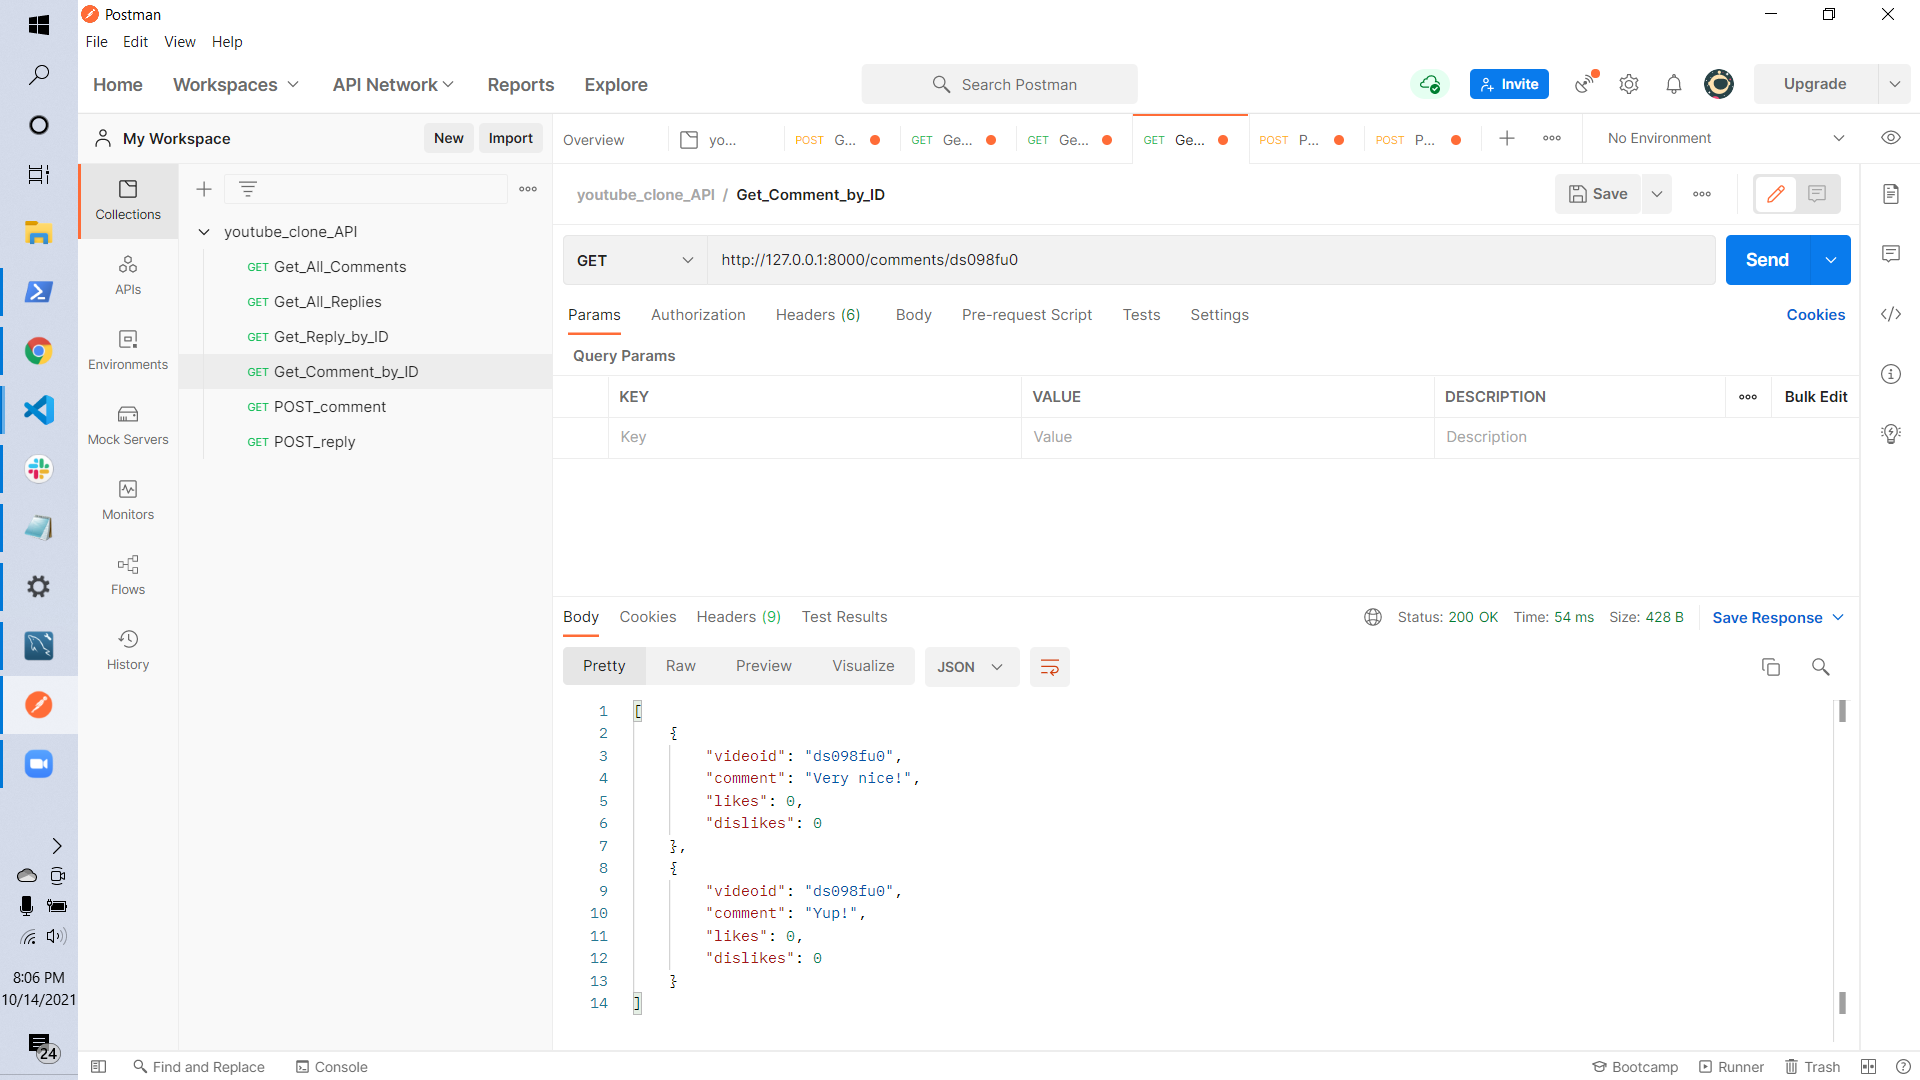 Postman
File Edit View Help
Home Workspaces API Network Reports Explore Search Postman Invite Upgrade
My Workspace New Import
Overview yo... POST G... GET Ge... GET Ge... GET Ge... POST P... POST P... No Environment
youtube_clone_API / Get_Comment_by_ID Save
Collections
APIs
Environments
Mock Servers
Monitors
Flows
History
youtube_clone_API
GET Get_All_Comments
GET Get_All_Replies
GET Get_Reply_by_ID
GET Get_Comment_by_ID
GET POST_comment
GET POST_reply
GET http://127.0.0.1:8000/comments/ds098fu0 Send
Params Authorization Headers (6) Body Pre-request Script Tests Settings Cookies
Query Params
KEY VALUE DESCRIPTION Bulk Edit
Key Value Description
Body Cookies Headers (9) Test Results Status: 200 OK Time: 54 ms Size: 428 B Save Response
Pretty Raw Preview Visualize JSON
1 [
2 {
3 "videoid": "ds098fu0",
4 "comment": "Very nice!",
5 "likes": 0,
6 "dislikes": 0
7 },
8 {
9 "videoid": "ds098fu0",
10 "comment": "Yup!",
11 "likes": 0,
12 "dislikes": 0
13 }
14 ]
8:06 PM
10/14/2021
24
Find and Replace Console Bootcamp Runner Trash